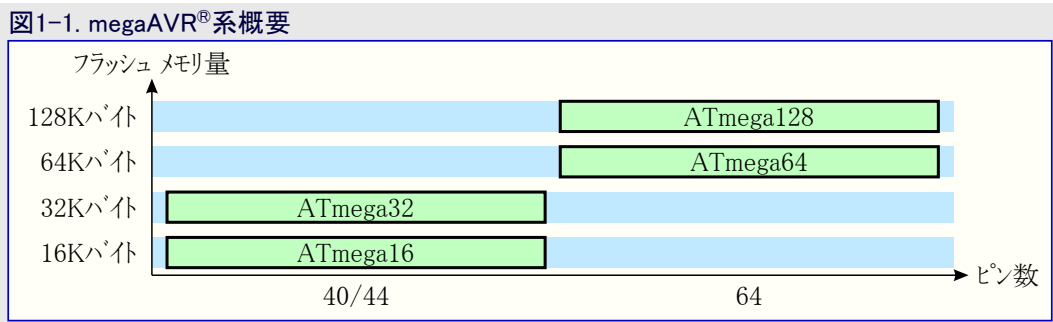 図1-1. megaAVR®系概要
フラッシュ メモリ量
128Kバイト
ATmega128
64Kバイト
ATmega64
32Kバイト
ATmega32
16Kバイト
ATmega16
ピン数
40/44
64